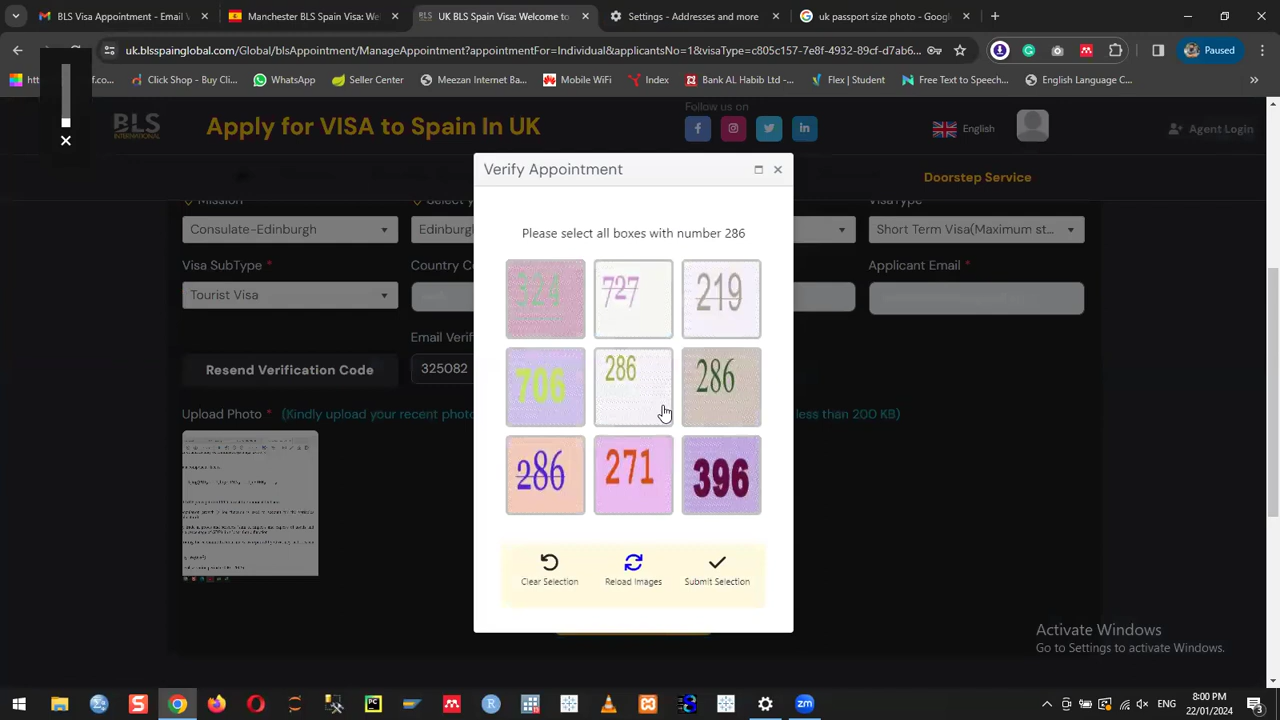 BLS Visa Appointment - Email V
Manchester BLS Spain Visa: We
UK BLS Spain Visa: Welcome to
Settings - Addresses and more
uk passport size photo - Google
uk.blsspainglobal.com/Global/blsAppointment/ManageAppointment?appointmentFor=Individual&applicantsNo=1&visaType=c805c157-7e8f-4932-89cf-d7ab6...
Paused
Click Shop - Buy Cli...
WhatsApp
Seller Center
Meezan Internet Ba...
Mobile WiFi
Index
Bank AL Habib Ltd -...
Flex | Student
Free Text to Speech...
English Language C...
BLS
INTERNATIONAL
Apply for VISA to Spain In UK
Follow us on
English
Agent Login
Doorstep Service
Verify Appointment
Please select all boxes with number 286
324 727 219
706 286 286
286 271 396
Clear Selection
Reload Images
Submit Selection
Mission
Select y
VisaType
Consulate-Edinburgh
Edinburg
Short Term Visa(Maximum st...
Visa SubType *
Country C
Applicant Email *
Tourist Visa
Email Verif
Resend Verification Code
325082
Upload Photo * (Kindly upload your recent photo
less than 200 KB)
Activate Windows
Go to Settings to activate Windows.
ENG
8:00 PM
22/01/2024